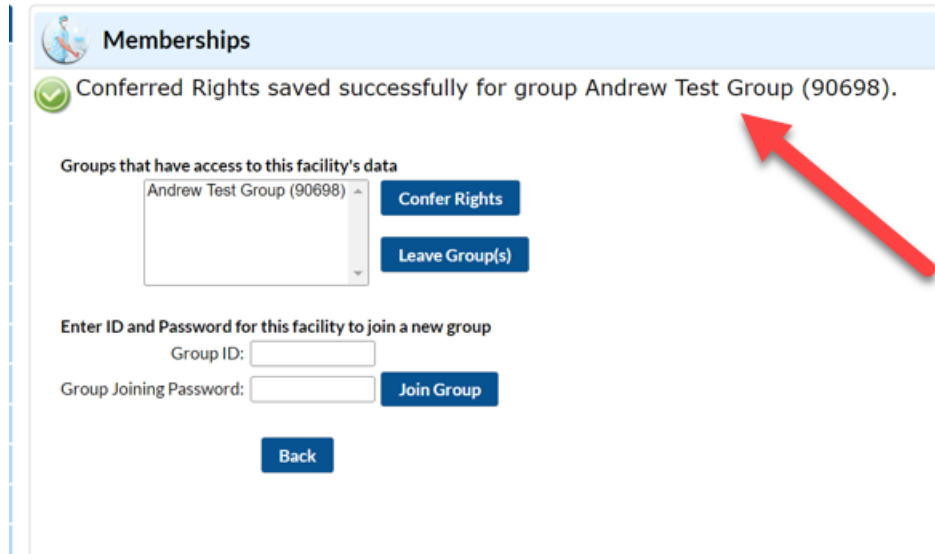 Memberships
Conferred Rights saved successfully for group Andrew Test Group (90698).
Groups that have access to this facility's data
Andrew Test Group (90698)
Confer Rights
Leave Group(s)
Enter ID and Password for this facility to join a new group
Group ID:
Group Joining Password:
Join Group
Back